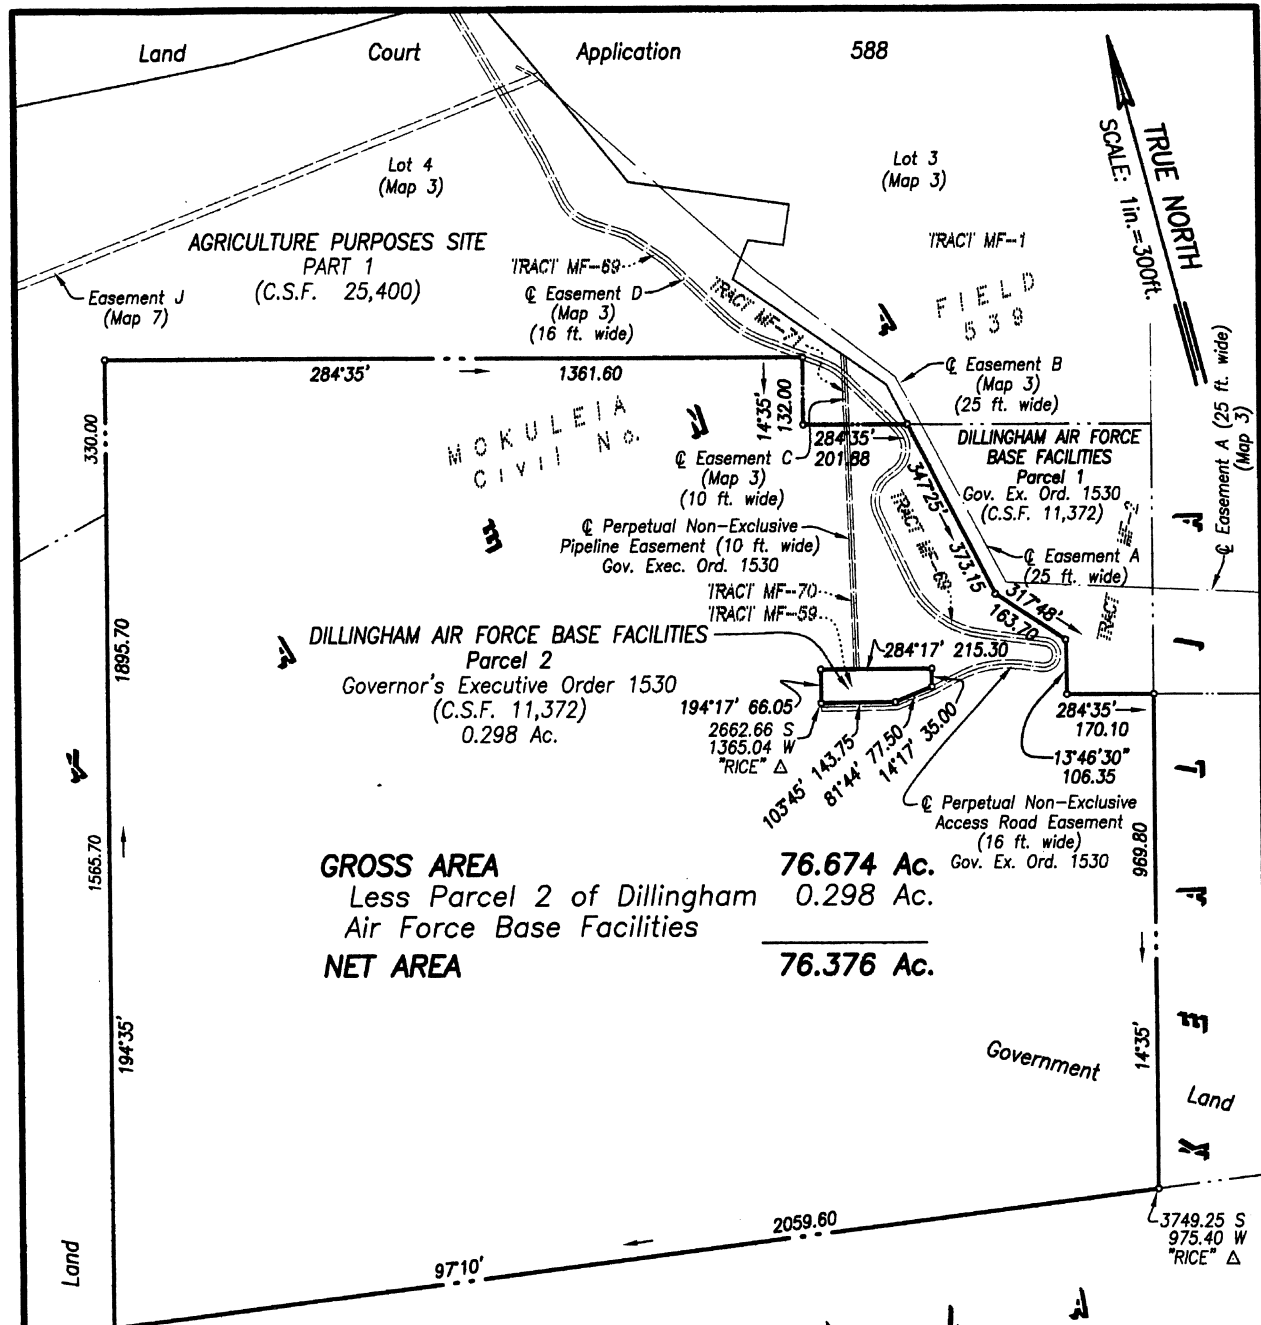 Land Court Application 588
Lot 4
(Map 3)
Lot 3
(Map 3)
TRUE NORTH
SCALE: 1in.=300ft.
AGRICULTURE PURPOSES SITE
PART 1
(C.S.F. 25,400)
Easement J
(Map 7)
TRACT MF-69
℄ Easement D
(Map 3)
(16 ft. wide)
TRACT MF-71
TRACT MF-1
FIELD
539
℄ Easement B
(Map 3)
(25 ft. wide)
℄ Easement A (25 ft. wide)
(Map 3)
284°35'
1361.60
14°35'
132.00
330.00
MOKULEIA
CIVIL No.
284°35'
201.88
℄ Easement C
(Map 3)
(10 ft. wide)
DILLINGHAM AIR FORCE
BASE FACILITIES
Parcel 1
Gov. Ex. Ord. 1530
(C.S.F. 11,372)
347°25'
373.15
TRACT MF-69
℄ Perpetual Non-Exclusive
Pipeline Easement (10 ft. wide)
Gov. Exec. Ord. 1530
℄ Easement A
(25 ft. wide)
TRACT MF-2
TRACT MF-70
TRACT MF-59
317°48'
163.70
DILLINGHAM AIR FORCE BASE FACILITIES
Parcel 2
Governor's Executive Order 1530
(C.S.F. 11,372)
0.298 Ac.
1895.70
284°17' 215.30
194°17' 66.05
2662.66 S
1365.04 W
"RICE" △
103°45' 143.75
81°44' 77.50
14°17' 35.00
284°35'
170.10
13°46'30"
106.35
℄ Perpetual Non-Exclusive
Access Road Easement
(16 ft. wide)
Gov. Ex. Ord. 1530
969.80
1565.70
GROSS AREA 76.674 Ac.
Less Parcel 2 of Dillingham 0.298 Ac.
Air Force Base Facilities
NET AREA 76.376 Ac.
194°35'
14°35'
Government
Land
2059.60
97°10'
3749.25 S
975.40 W
"RICE" △
Land